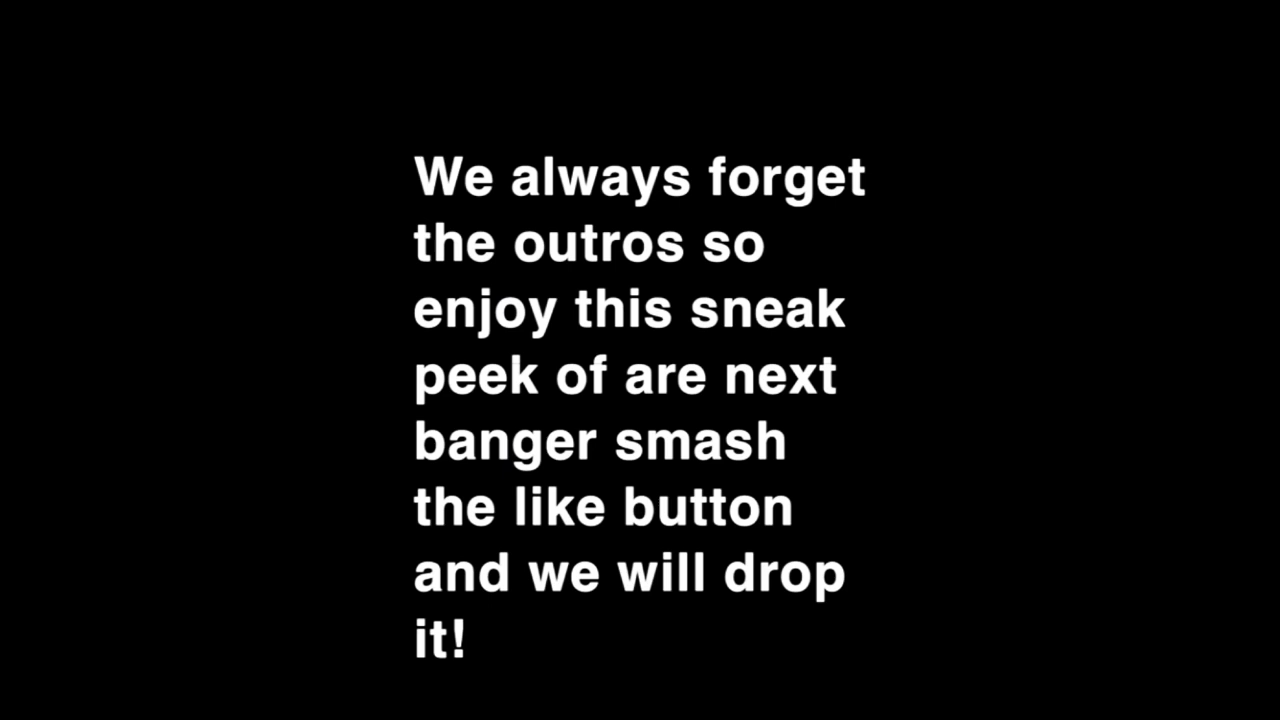 We always forget
the outros so
enjoy this sneak
peek of are next
banger smash
the like button
and we will drop
it!